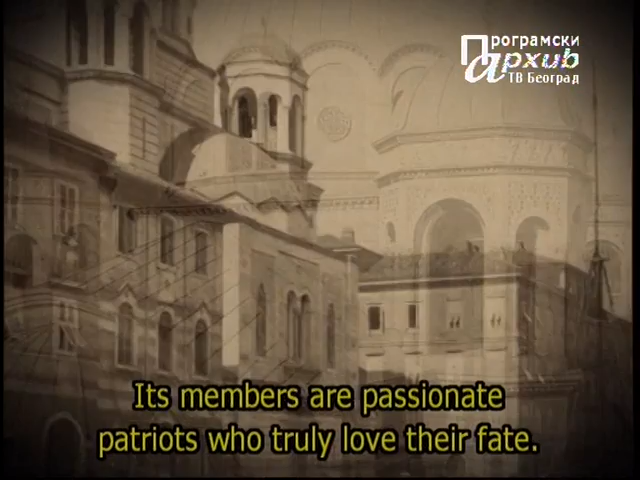 Програмски
архив
ТВ Београд
Its members are passionate
patriots who truly love their fate.